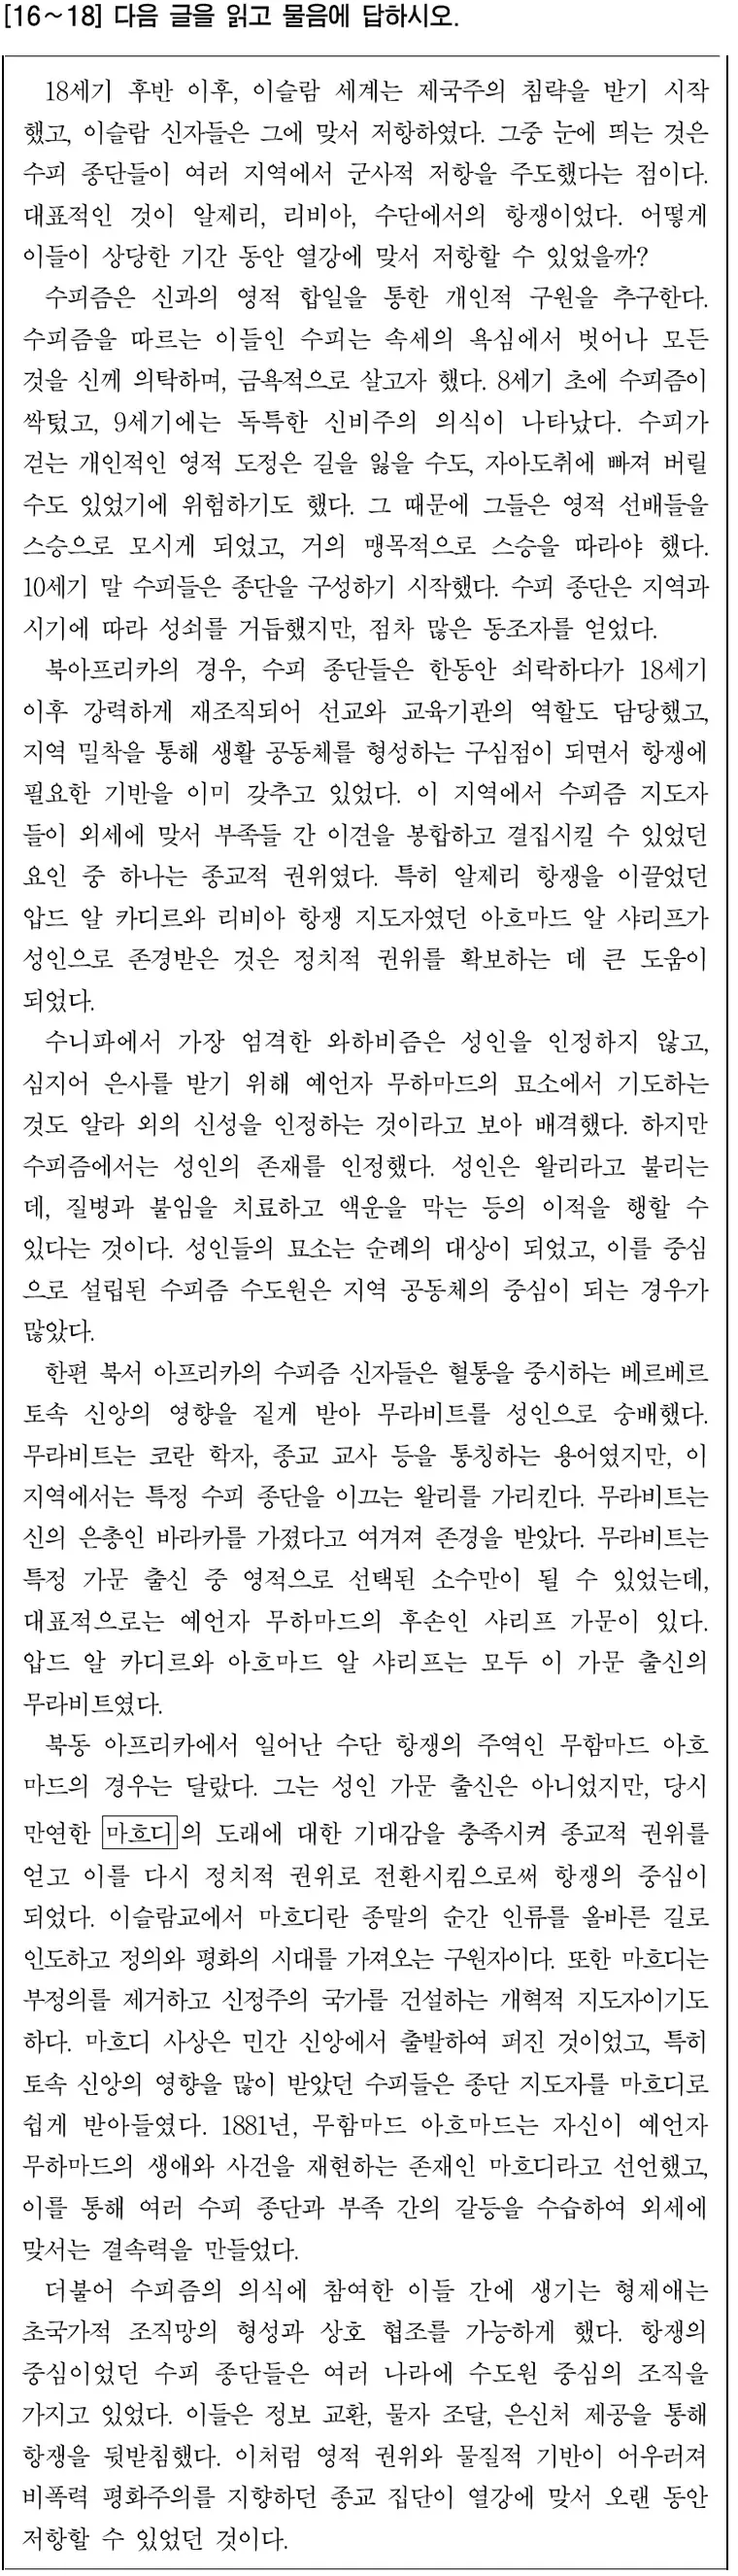 [16~18] 다음 글을 읽고 물음에 답하시오.
18세기 후반 이후, 이슬람 세계는 제국주의 침략을 받기 시작
했고, 이슬람 신자들은 그에 맞서 저항하였다. 그중 눈에 띄는 것은
수피 종단들이 여러 지역에서 군사적 저항을 주도했다는 점이다.
대표적인 것이 알제리, 리비아, 수단에서의 항쟁이었다. 어떻게
이들이 상당한 기간 동안 열강에 맞서 저항할 수 있었을까?
수피즘은 신과의 영적 합일을 통한 개인적 구원을 추구한다.
수피즘을 따르는 이들인 수피는 속세의 욕심에서 벗어나 모든
것을 신께 의탁하며, 금욕적으로 살고자 했다. 8세기 초에 수피즘이
싹텄고, 9세기에는 독특한 신비주의 의식이 나타났다. 수피가
걷는 개인적인 영적 도정은 길을 잃을 수도, 자아도취에 빠져 버릴
수도 있었기에 위험하기도 했다. 그 때문에 그들은 영적 선배들을
스승으로 모시게 되었고, 거의 맹목적으로 스승을 따라야 했다.
10세기 말 수피들은 종단을 구성하기 시작했다. 수피 종단은 지역과
시기에 따라 성쇠를 거듭했지만, 점차 많은 동조자를 얻었다.
북아프리카의 경우, 수피 종단들은 한동안 쇠락하다가 18세기
이후 강력하게 재조직되어 선교와 교육기관의 역할도 담당했고,
지역 밀착을 통해 생활 공동체를 형성하는 구심점이 되면서 항쟁에
필요한 기반을 이미 갖추고 있었다. 이 지역에서 수피즘 지도자
들이 외세에 맞서 부족들 간 이견을 봉합하고 결집시킬 수 있었던
요인 중 하나는 종교적 권위였다. 특히 알제리 항쟁을 이끌었던
압드 알 카디르와 리비아 항쟁 지도자였던 아흐마드 알 샤리프가
성인으로 존경받은 것은 정치적 권위를 확보하는 데 큰 도움이
되었다.
수니파에서 가장 엄격한 와하비즘은 성인을 인정하지 않고,
심지어 은사를 받기 위해 예언자 무하마드의 묘소에서 기도하는
것도 알라 외의 신성을 인정하는 것이라고 보아 배격했다. 하지만
수피즘에서는 성인의 존재를 인정했다. 성인은 왈리라고 불리는
데, 질병과 불임을 치료하고 액운을 막는 등의 이적을 행할 수
있다는 것이다. 성인들의 묘소는 순례의 대상이 되었고, 이를 중심
으로 설립된 수피즘 수도원은 지역 공동체의 중심이 되는 경우가
많았다.
한편 북서 아프리카의 수피즘 신자들은 혈통을 중시하는 베르베르
토속 신앙의 영향을 짙게 받아 무라비트를 성인으로 숭배했다.
무라비트는 코란 학자, 종교 교사 등을 통칭하는 용어였지만, 이
지역에서는 특정 수피 종단을 이끄는 왈리를 가리킨다. 무라비트는
신의 은총인 바라카를 가졌다고 여겨져 존경을 받았다. 무라비트는
특정 가문 출신 중 영적으로 선택된 소수만이 될 수 있었는데,
대표적으로는 예언자 무하마드의 후손인 샤리프 가문이 있다.
압드 알 카디르와 아흐마드 알 샤리프는 모두 이 가문 출신의
무라비트였다.
북동 아프리카에서 일어난 수단 항쟁의 주역인 무함마드 아흐
마드의 경우는 달랐다. 그는 성인 가문 출신은 아니었지만, 당시
만연한 마흐디의 도래에 대한 기대감을 충족시켜 종교적 권위를
얻고 이를 다시 정치적 권위로 전환시킴으로써 항쟁의 중심이
되었다. 이슬람교에서 마흐디란 종말의 순간 인류를 올바른 길로
인도하고 정의와 평화의 시대를 가져오는 구원자이다. 또한 마흐디는
부정의를 제거하고 신정주의 국가를 건설하는 개혁적 지도자이기도
하다. 마흐디 사상은 민간 신앙에서 출발하여 퍼진 것이었고, 특히
토속 신앙의 영향을 많이 받았던 수피들은 종단 지도자를 마흐디로
쉽게 받아들였다. 1881년, 무함마드 아흐마드는 자신이 예언자
무하마드의 생애와 사건을 재현하는 존재인 마흐디라고 선언했고,
이를 통해 여러 수피 종단과 부족 간의 갈등을 수습하여 외세에
맞서는 결속력을 만들었다.
더불어 수피즘의 의식에 참여한 이들 간에 생기는 형제애는
초국가적 조직망의 형성과 상호 협조를 가능하게 했다. 항쟁의
중심이었던 수피 종단들은 여러 나라에 수도원 중심의 조직을
가지고 있었다. 이들은 정보 교환, 물자 조달, 은신처 제공을 통해
항쟁을 뒷받침했다. 이처럼 영적 권위와 물질적 기반이 어우러져
비폭력 평화주의를 지향하던 종교 집단이 열강에 맞서 오랜 동안
저항할 수 있었던 것이다.